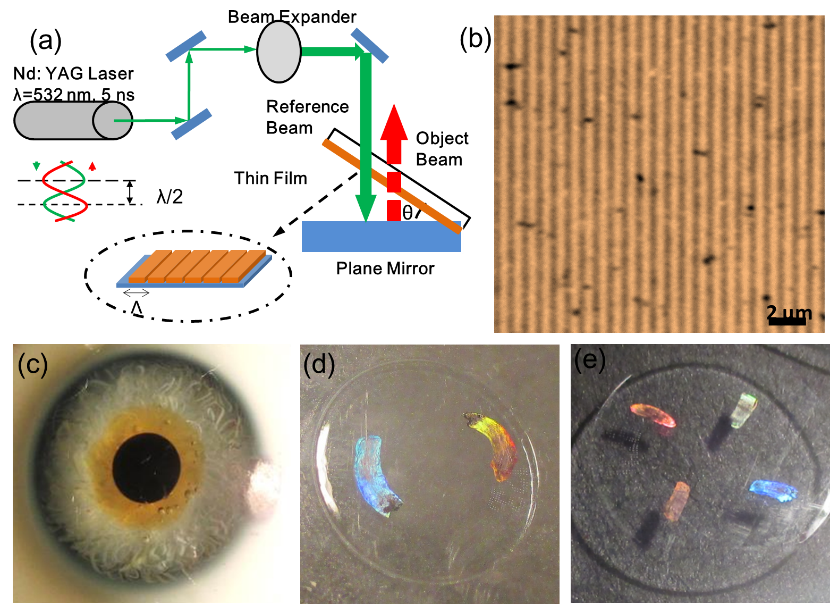 (a)
Beam Expander
Nd: YAG Laser
λ=532 nm, 5 ns
Reference
Beam
Object
Beam
Thin Film
λ/2
θ
Plane Mirror
Δ
(b)
2 µm
(c)
(d)
(e)